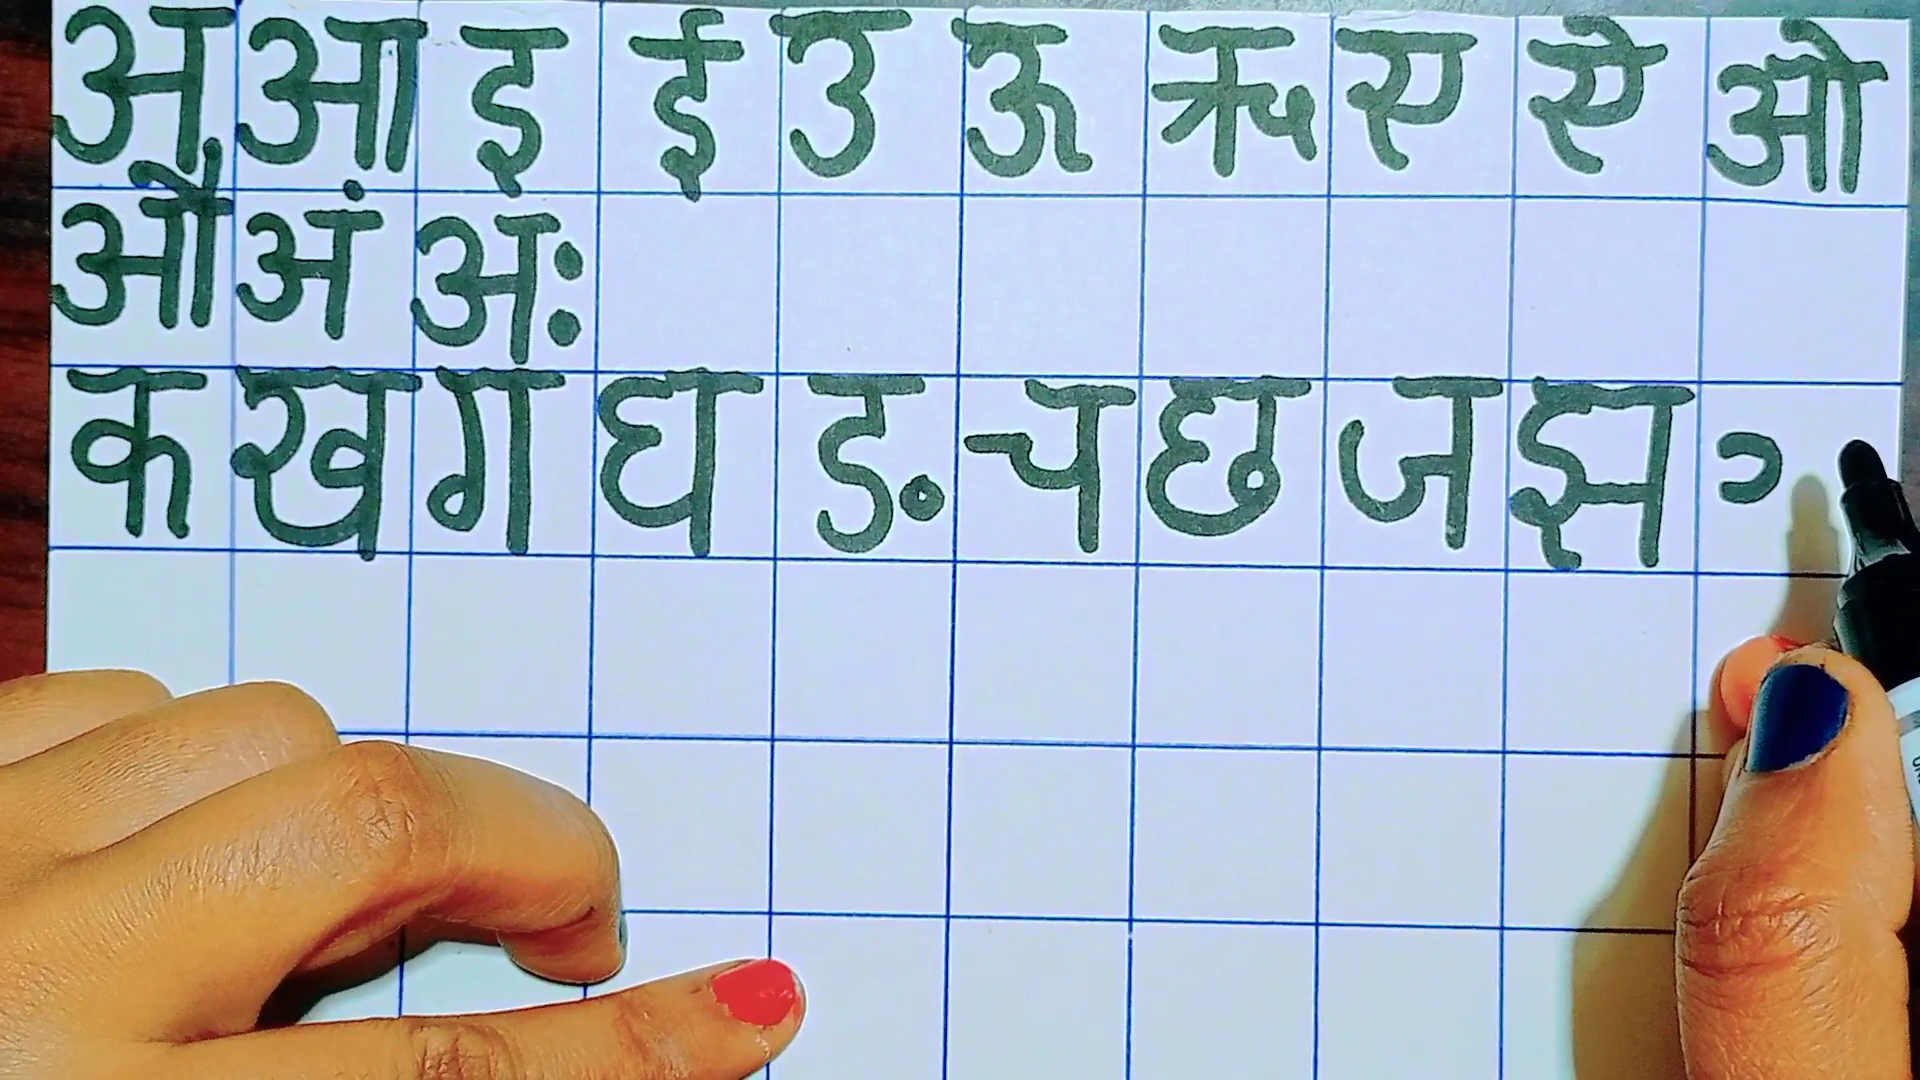 अ आ इ ई उ ऊ ऋ ए ऐ ओ
औ अं अः
क ख ग घ ङ च छ ज झ